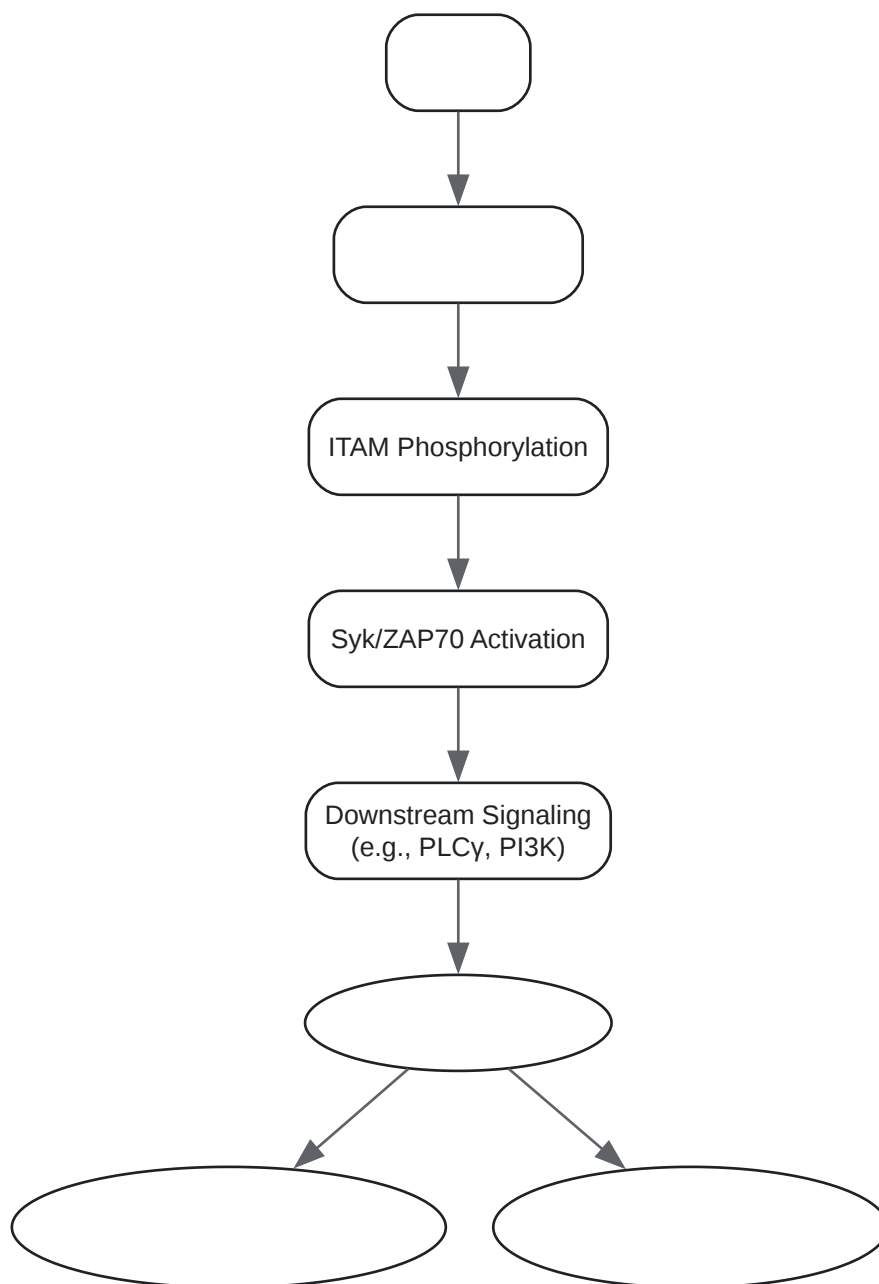 ITAM Phosphorylation
Syk/ZAP70 Activation
Downstream Signaling
(e.g., PLCγ, PI3K)